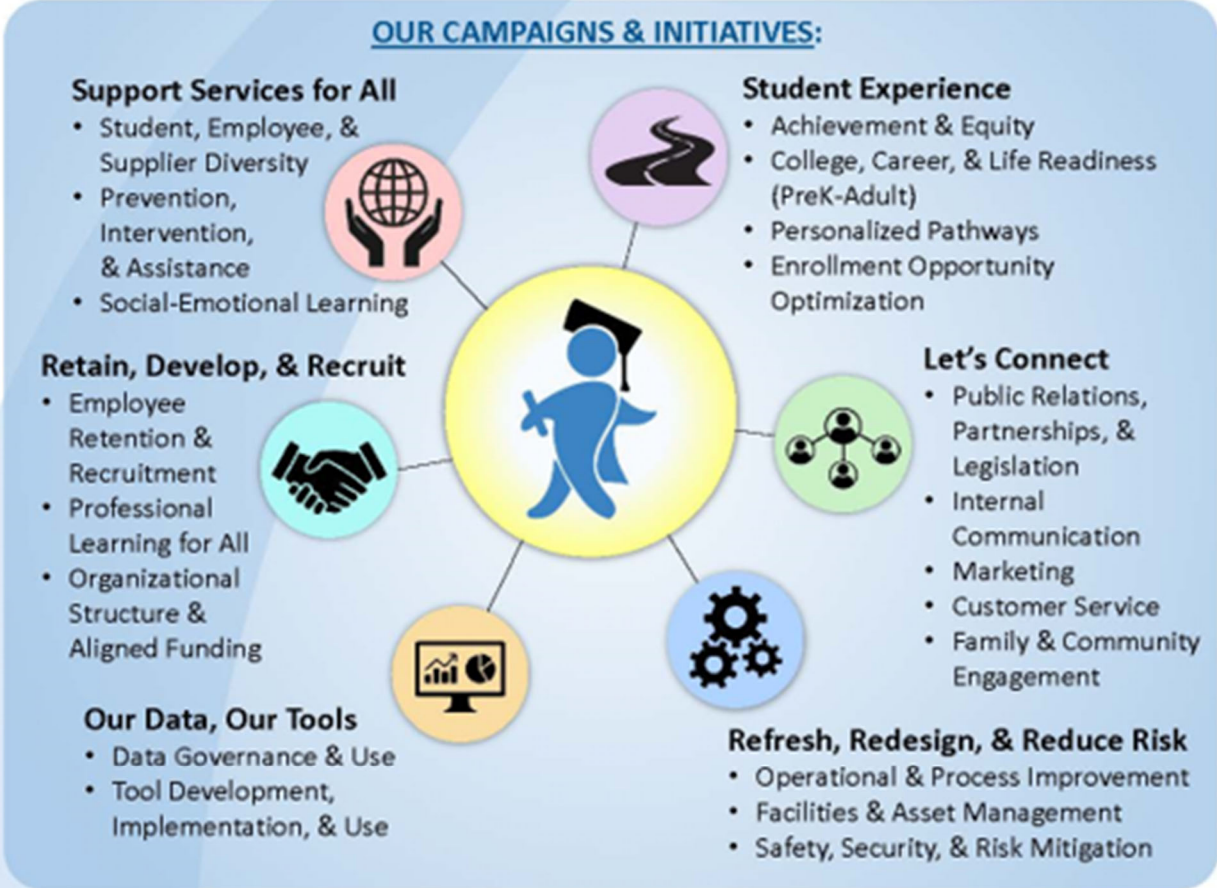 OUR CAMPAIGNS & INITIATIVES:
Support Services for All
• Student, Employee, &
Supplier Diversity
• Prevention,
Intervention,
& Assistance
• Social-Emotional Learning
Student Experience
• Achievement & Equity
• College, Career, & Life Readiness
(PreK-Adult)
• Personalized Pathways
• Enrollment Opportunity
Optimization
Retain, Develop, & Recruit
• Employee
Retention &
Recruitment
• Professional
Learning for All
• Organizational
Structure &
Aligned Funding
Let's Connect
• Public Relations,
Partnerships, &
Legislation
• Internal
Communication
• Marketing
• Customer Service
• Family & Community
Engagement
Our Data, Our Tools
• Data Governance & Use
• Tool Development,
Implementation, & Use
Refresh, Redesign, & Reduce Risk
• Operational & Process Improvement
• Facilities & Asset Management
• Safety, Security, & Risk Mitigation